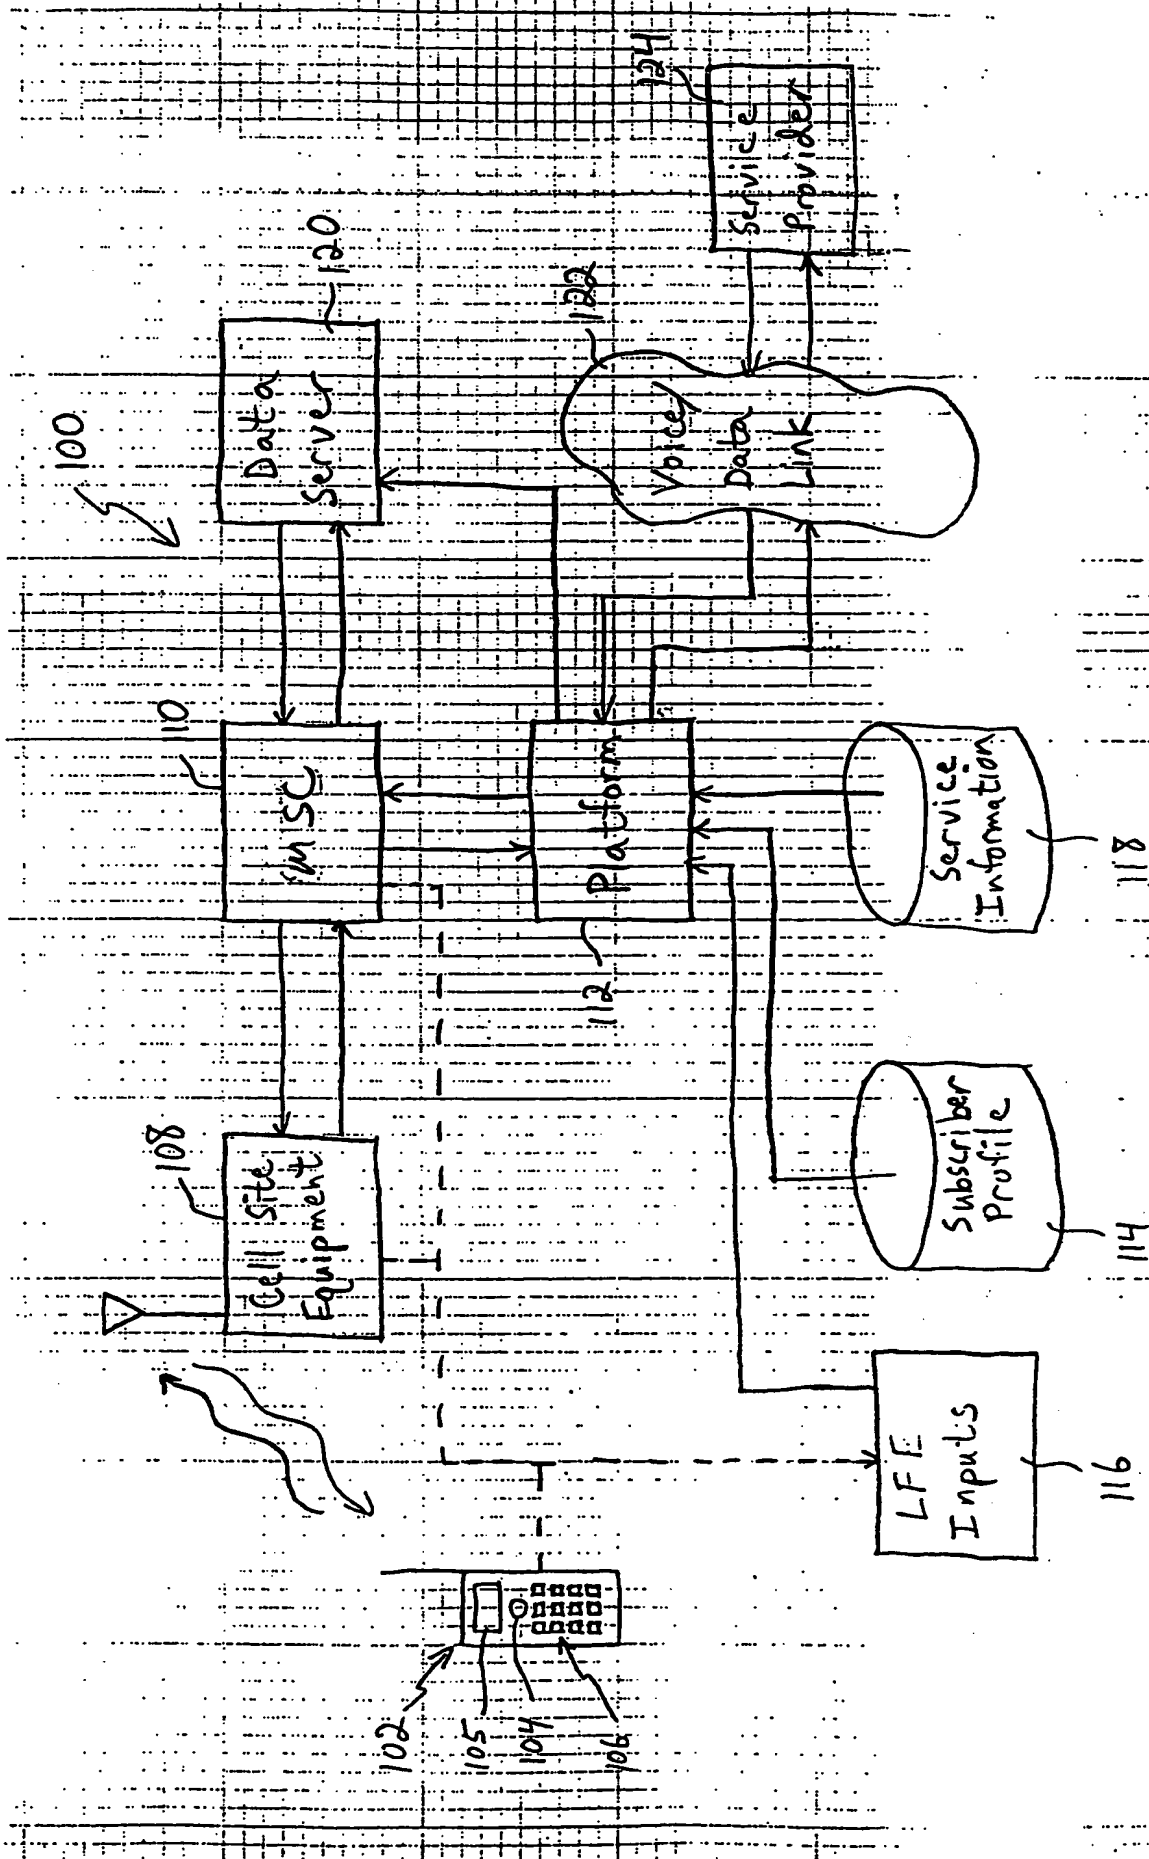 100
108
Cell Site
Equipment
110
MSC
Data
Server
120
102
105
104
106
112
Platform
122
Voice/
Data
Link
124
Service
Provider
LFF
Inputs
116
Subscriber
Profile
114
Service
Information
118